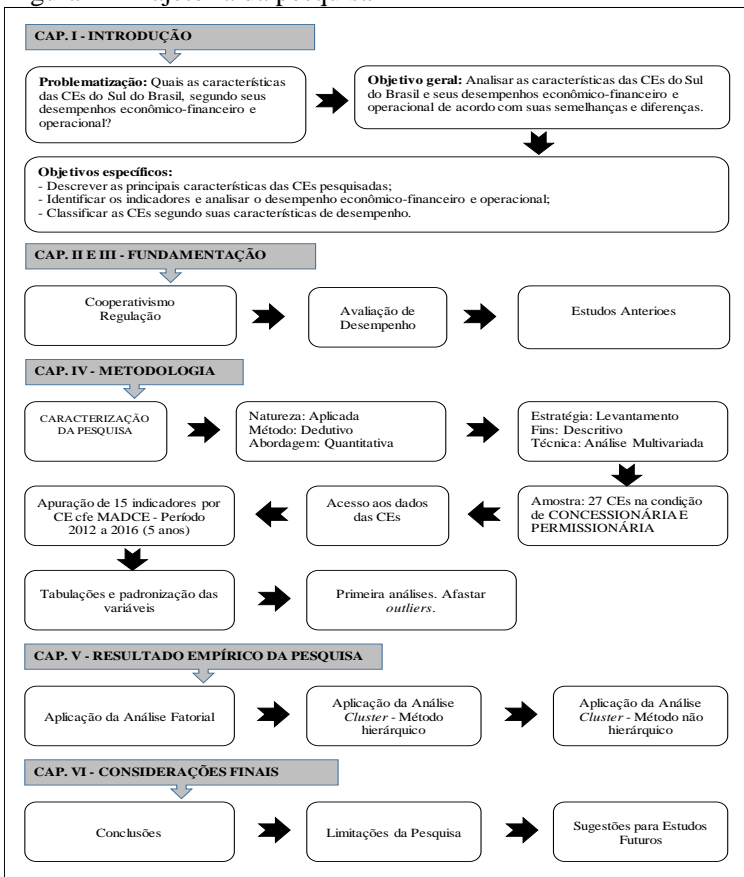 CAP. I - INTRODUÇÃO
Problematização: Quais as características
das CEs do Sul do Brasil, segundo seus
desempenhos econômico-financeiro e
operacional?
Objetivo geral: Analisar as características das CEs do Sul
do Brasil e seus desempenhos econômico-financeiro e
operacional de acordo com suas semelhanças e diferenças.
Objetivos específicos:
- Descrever as principais características das CEs pesquisadas;
- Identificar os indicadores e analisar o desempenho econômico-financeiro e operacional;
- Classificar as CEs segundo suas características de desempenho.
CAP. II E III - FUNDAMENTAÇÃO
Cooperativismo
Regulação
Avaliação de
Desempenho
Estudos Anterioes
CAP. IV - METODOLOGIA
CARACTERIZAÇÃO
DA PESQUISA
Natureza: Aplicada
Método: Dedutivo
Abordagem: Quantitativa
Estratégia: Levantamento
Fins: Descritivo
Técnica: Análise Multivariada
Apuração de 15 indicadores por
CE cfe MADCE - Período
2012 a 2016 (5 anos)
Acesso aos dados
das CEs
Amostra: 27 CEs na condição
de CONCESSIONÁRIA E
PERMISSIONÁRIA
Tabulações e padronização das
variáveis
Primeira análises. Afastar
outliers.
CAP. V - RESULTADO EMPÍRICO DA PESQUISA
Aplicação da Análise Fatorial
Aplicação da Análise
Cluster - Método
hierárquico
Aplicação da Análise
Cluster - Método não
hierárquico
CAP. VI - CONSIDERAÇÕES FINAIS
Conclusões
Limitações da Pesquisa
Sugestões para Estudos
Futuros